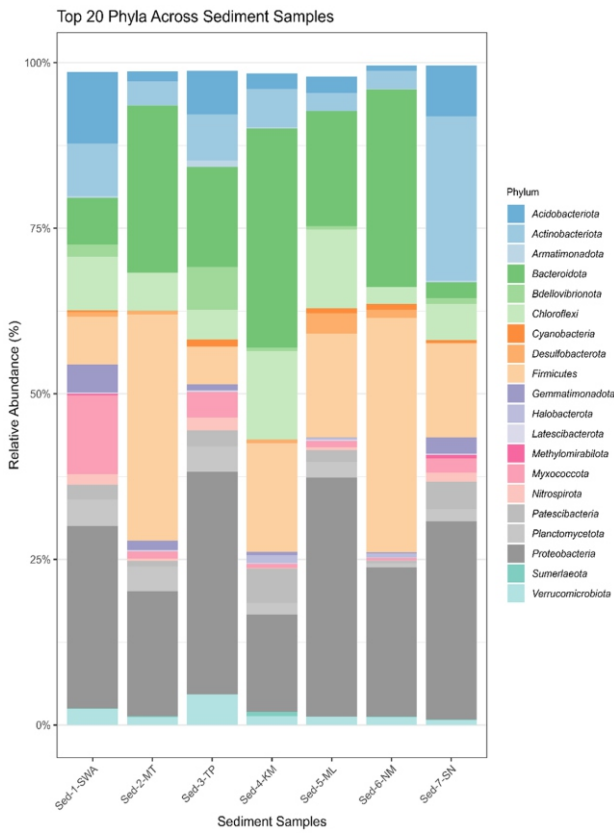 Top 20 Phyla Across Sediment Samples
100%
75%
50%
25%
0%
Relative Abundance (%)
Sed-1-SWA
Sed-2-MT
Sed-3-TP
Sed-4-KM
Sed-5-ML
Sed-6-NM
Sed-7-SN
Sediment Samples
Phylum
Acidobacteriota
Actinobacteriota
Armatimonadota
Bacteroidota
Bdellovibrionota
Chloroflexi
Cyanobacteria
Desulfobacterota
Firmicutes
Gemmatimonadota
Halobacterota
Latescibacterota
Methylomirabilota
Myxococcota
Nitrospirota
Patescibacteria
Planctomycetota
Proteobacteria
Sumerlaeota
Verrucomicrobiota